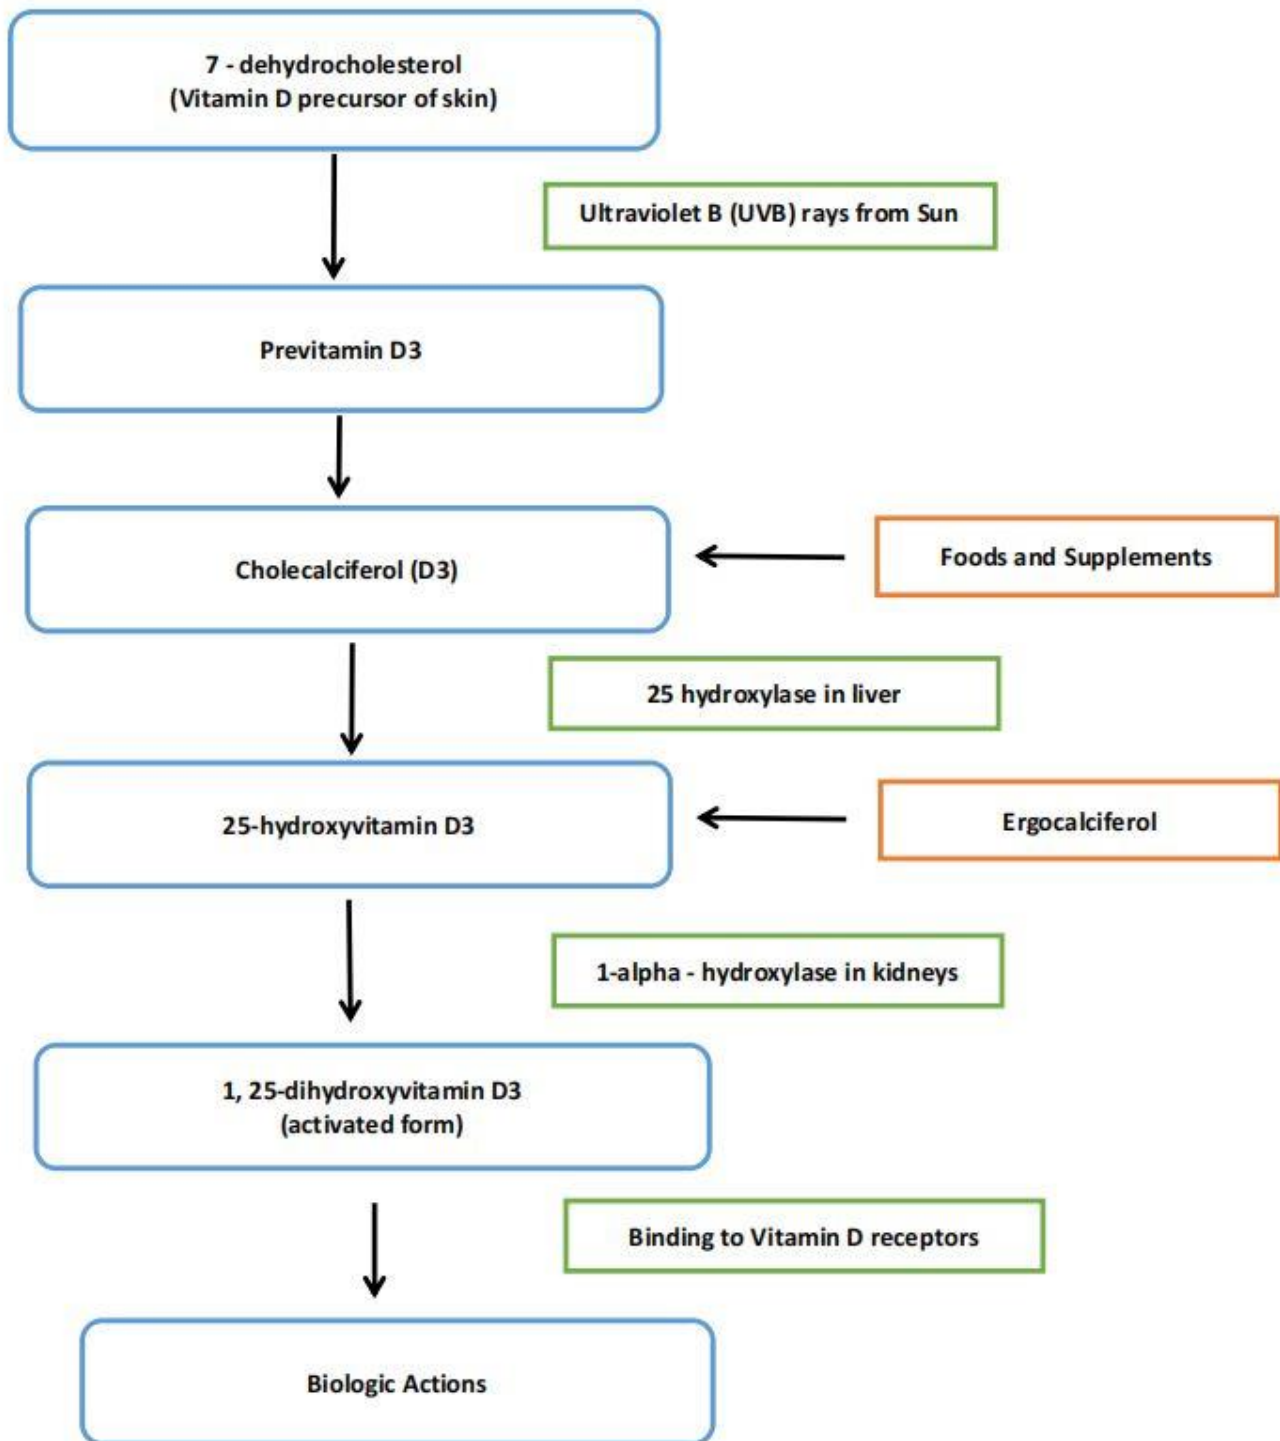 7 - dehydrocholesterol
(Vitamin D precursor of skin)
Ultraviolet B (UVB) rays from Sun
Previtamin D3
Cholecalciferol (D3)
Foods and Supplements
25 hydroxylase in liver
25-hydroxyvitamin D3
Ergocalciferol
1-alpha - hydroxylase in kidneys
1, 25-dihydroxyvitamin D3
(activated form)
Binding to Vitamin D receptors
Biologic Actions